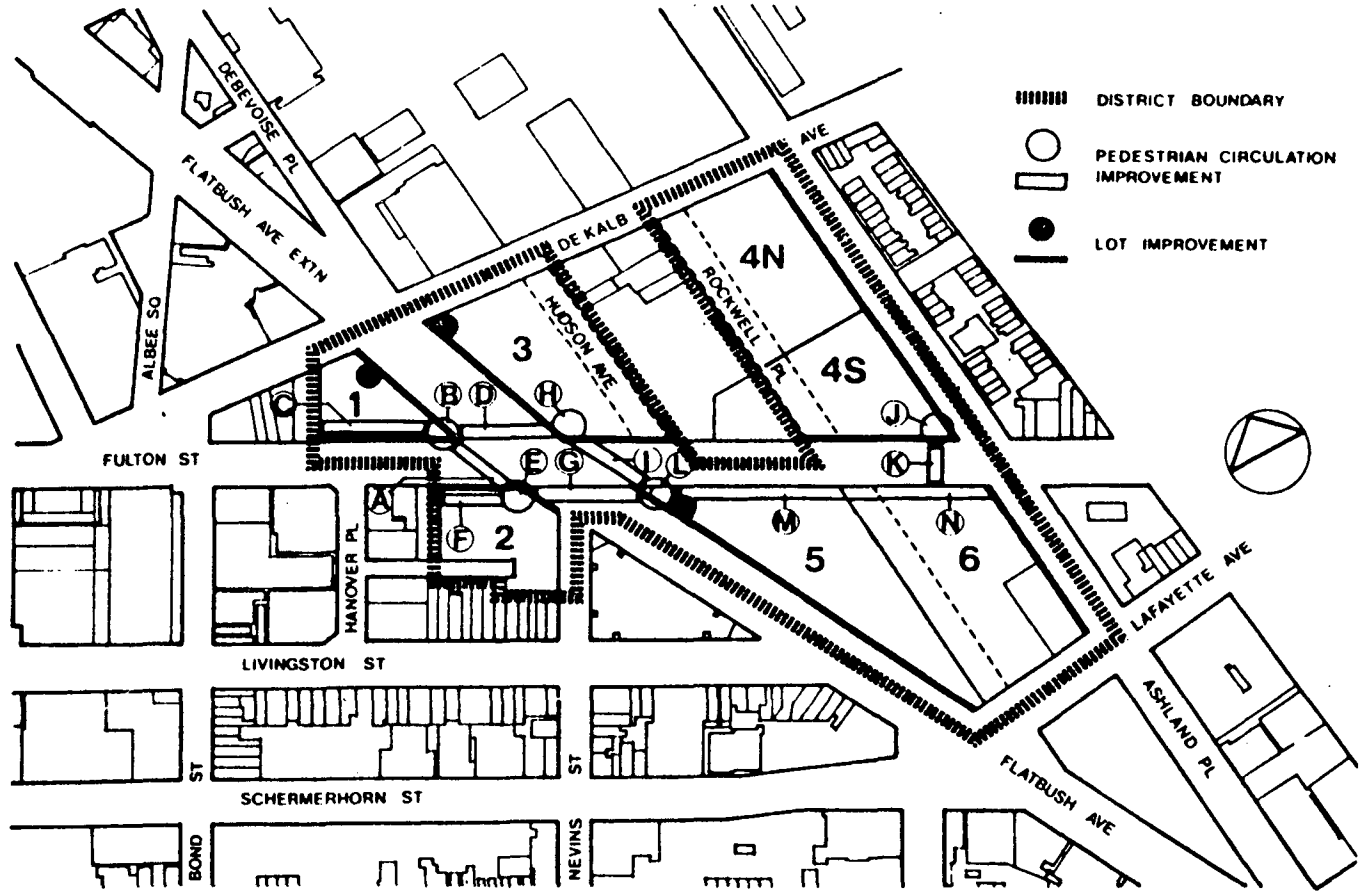 DEBEVOISE PL
FLATBUSH AVE EXTN
ALBEE SQ
DE KALB AVE
DISTRICT BOUNDARY
PEDESTRIAN CIRCULATION
IMPROVEMENT
LOT IMPROVEMENT
HUDSON AVE
ROCKWELL PL
4N
4S
3
1
C
B
D
H
J
K
FULTON ST
A
E
G
I
L
F
2
M
N
5
6
HANOVER PL
LIVINGSTON ST
LAFAYETTE AVE
ASHLAND PL
FLATBUSH AVE
SCHERMERHORN ST
BOND ST
NEVINS ST